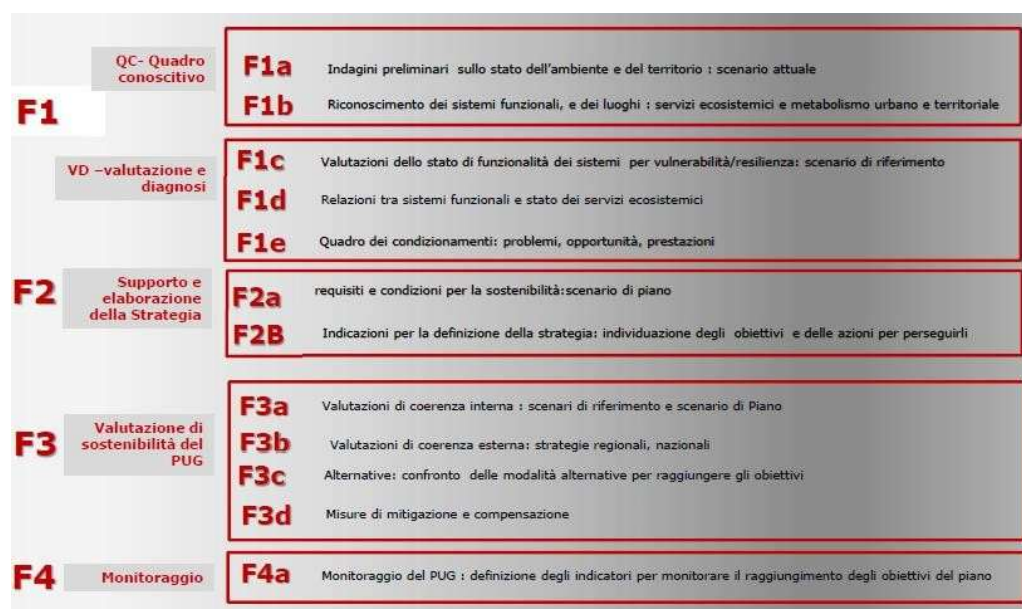 QC- Quadro
conoscitivo
F1
F1a Indagini preliminari sullo stato dell'ambiente e del territorio : scenario attuale
F1b Riconoscimento dei sistemi funzionali, e dei luoghi : servizi ecosistemici e metabolismo urbano e territoriale
VD –valutazione e
diagnosi
F1c Valutazioni dello stato di funzionalità dei sistemi per vulnerabilità/resilienza: scenario di riferimento
F1d Relazioni tra sistemi funzionali e stato dei servizi ecosistemici
F1e Quadro dei condizionamenti: problemi, opportunità, prestazioni
F2
Supporto e
elaborazione
della Strategia
F2a requisiti e condizioni per la sostenibilità:scenario di piano
F2B Indicazioni per la definizione della strategia: individuazione degli obiettivi e delle azioni per perseguirli
F3
Valutazione di
sostenibilità del
PUG
F3a Valutazioni di coerenza interna : scenari di riferimento e scenario di Piano
F3b Valutazioni di coerenza esterna: strategie regionali, nazionali
F3c Alternative: confronto delle modalità alternative per raggiungere gli obiettivi
F3d Misure di mitigazione e compensazione
F4
Monitoraggio
F4a Monitoraggio del PUG : definizione degli indicatori per monitorare il raggiungimento degli obiettivi del piano